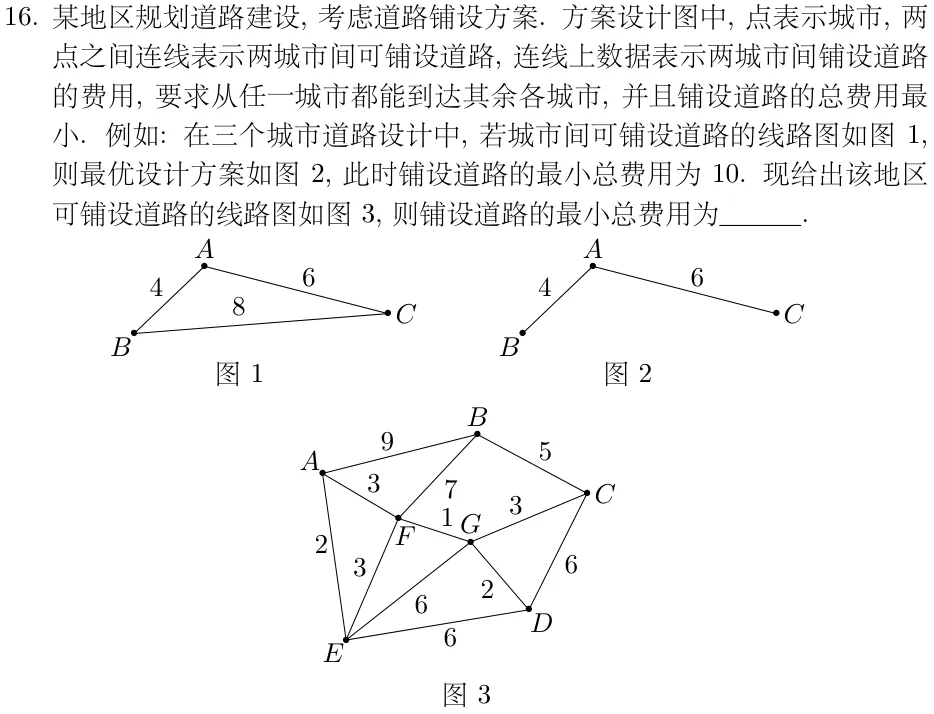 16. 某地区规划道路建设, 考虑道路铺设方案. 方案设计图中, 点表示城市, 两
点之间连线表示两城市间可铺设道路, 连线上数据表示两城市间铺设道路
的费用, 要求从任一城市都能到达其余各城市, 并且铺设道路的总费用最
小. 例如: 在三个城市道路设计中, 若城市间可铺设道路的线路图如图 1,
则最优设计方案如图 2, 此时铺设道路的最小总费用为 10. 现给出该地区
可铺设道路的线路图如图 3, 则铺设道路的最小总费用为______.
A
4
6
8
B
C
图 1
A
4
6
B
C
图 2
B
9
5
A
3
7
C
1
G
3
F
2
3
6
6
2
D
6
E
图 3